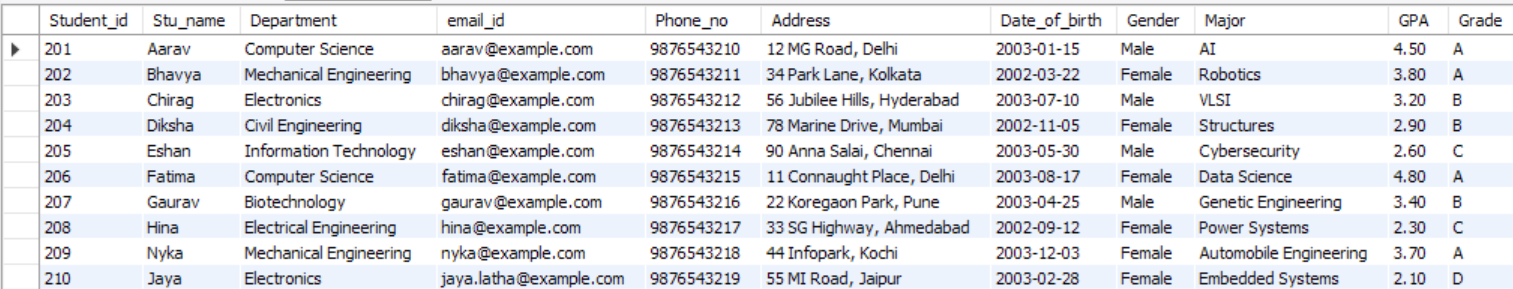 Student_id Stu_name Department email_id Phone_no Address Date_of_birth Gender Major GPA Grade
201 Aarav Computer Science aarav@example.com 9876543210 12 MG Road, Delhi 2003-01-15 Male AI 4.50 A
202 Bhavya Mechanical Engineering bhavya@example.com 9876543211 34 Park Lane, Kolkata 2002-03-22 Female Robotics 3.80 A
203 Chirag Electronics chirag@example.com 9876543212 56 Jubilee Hills, Hyderabad 2003-07-10 Male VLSI 3.20 B
204 Diksha Civil Engineering diksha@example.com 9876543213 78 Marine Drive, Mumbai 2002-11-05 Female Structures 2.90 B
205 Eshan Information Technology eshan@example.com 9876543214 90 Anna Salai, Chennai 2003-05-30 Male Cybersecurity 2.60 C
206 Fatima Computer Science fatima@example.com 9876543215 11 Connaught Place, Delhi 2003-08-17 Female Data Science 4.80 A
207 Gaurav Biotechnology gaurav@example.com 9876543216 22 Koregaon Park, Pune 2003-04-25 Male Genetic Engineering 3.40 B
208 Hina Electrical Engineering hina@example.com 9876543217 33 SG Highway, Ahmedabad 2002-09-12 Female Power Systems 2.30 C
209 Nyka Mechanical Engineering nyka@example.com 9876543218 44 Infopark, Kochi 2003-12-03 Female Automobile Engineering 3.70 A
210 Jaya Electronics jaya.latha@example.com 9876543219 55 MI Road, Jaipur 2003-02-28 Female Embedded Systems 2.10 D